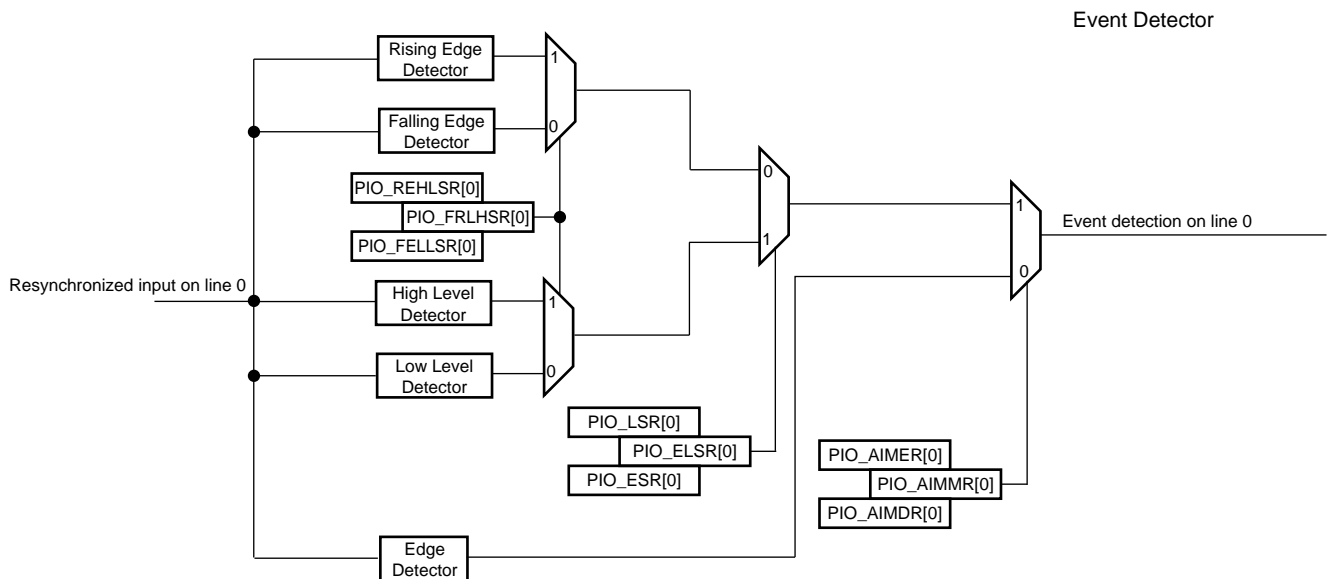 Event Detector
Rising Edge
Detector
1
Falling Edge
Detector
0
0
PIO_REHLSR[0]
PIO_FRLHSR[0]
PIO_FELLSR[0]
1
1
Event detection on line 0
0
Resynchronized input on line 0
High Level
Detector
1
Low Level
Detector
0
PIO_LSR[0]
PIO_ELSR[0]
PIO_ESR[0]
PIO_AIMER[0]
PIO_AIMMR[0]
PIO_AIMDR[0]
Edge
Detector